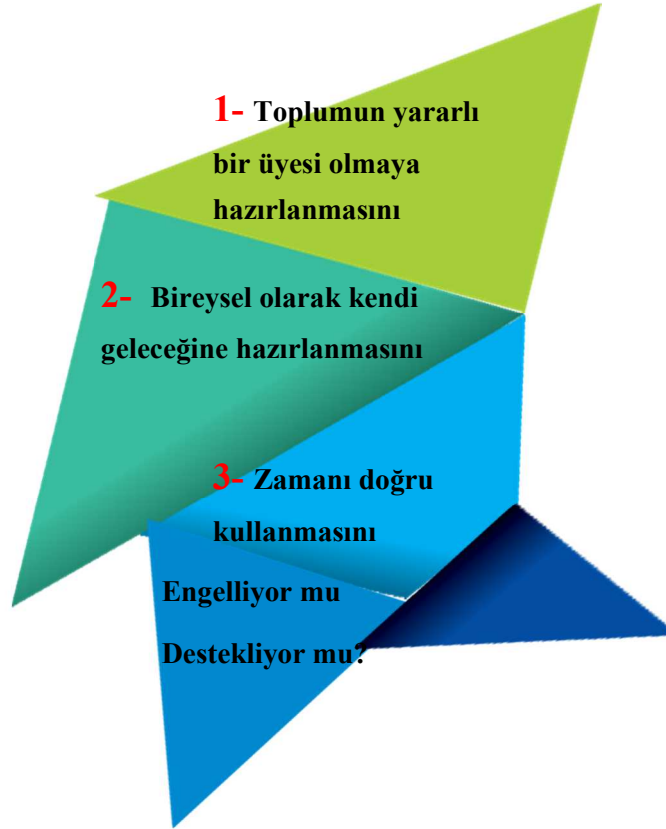 1- Toplumun yararlı
bir üyesi olmaya
hazırlanmasını
2- Bireysel olarak kendi
geleceğine hazırlanmasını
3- Zamanı doğru
kullanmasını
Engelliyor mu
Destekliyor mu?